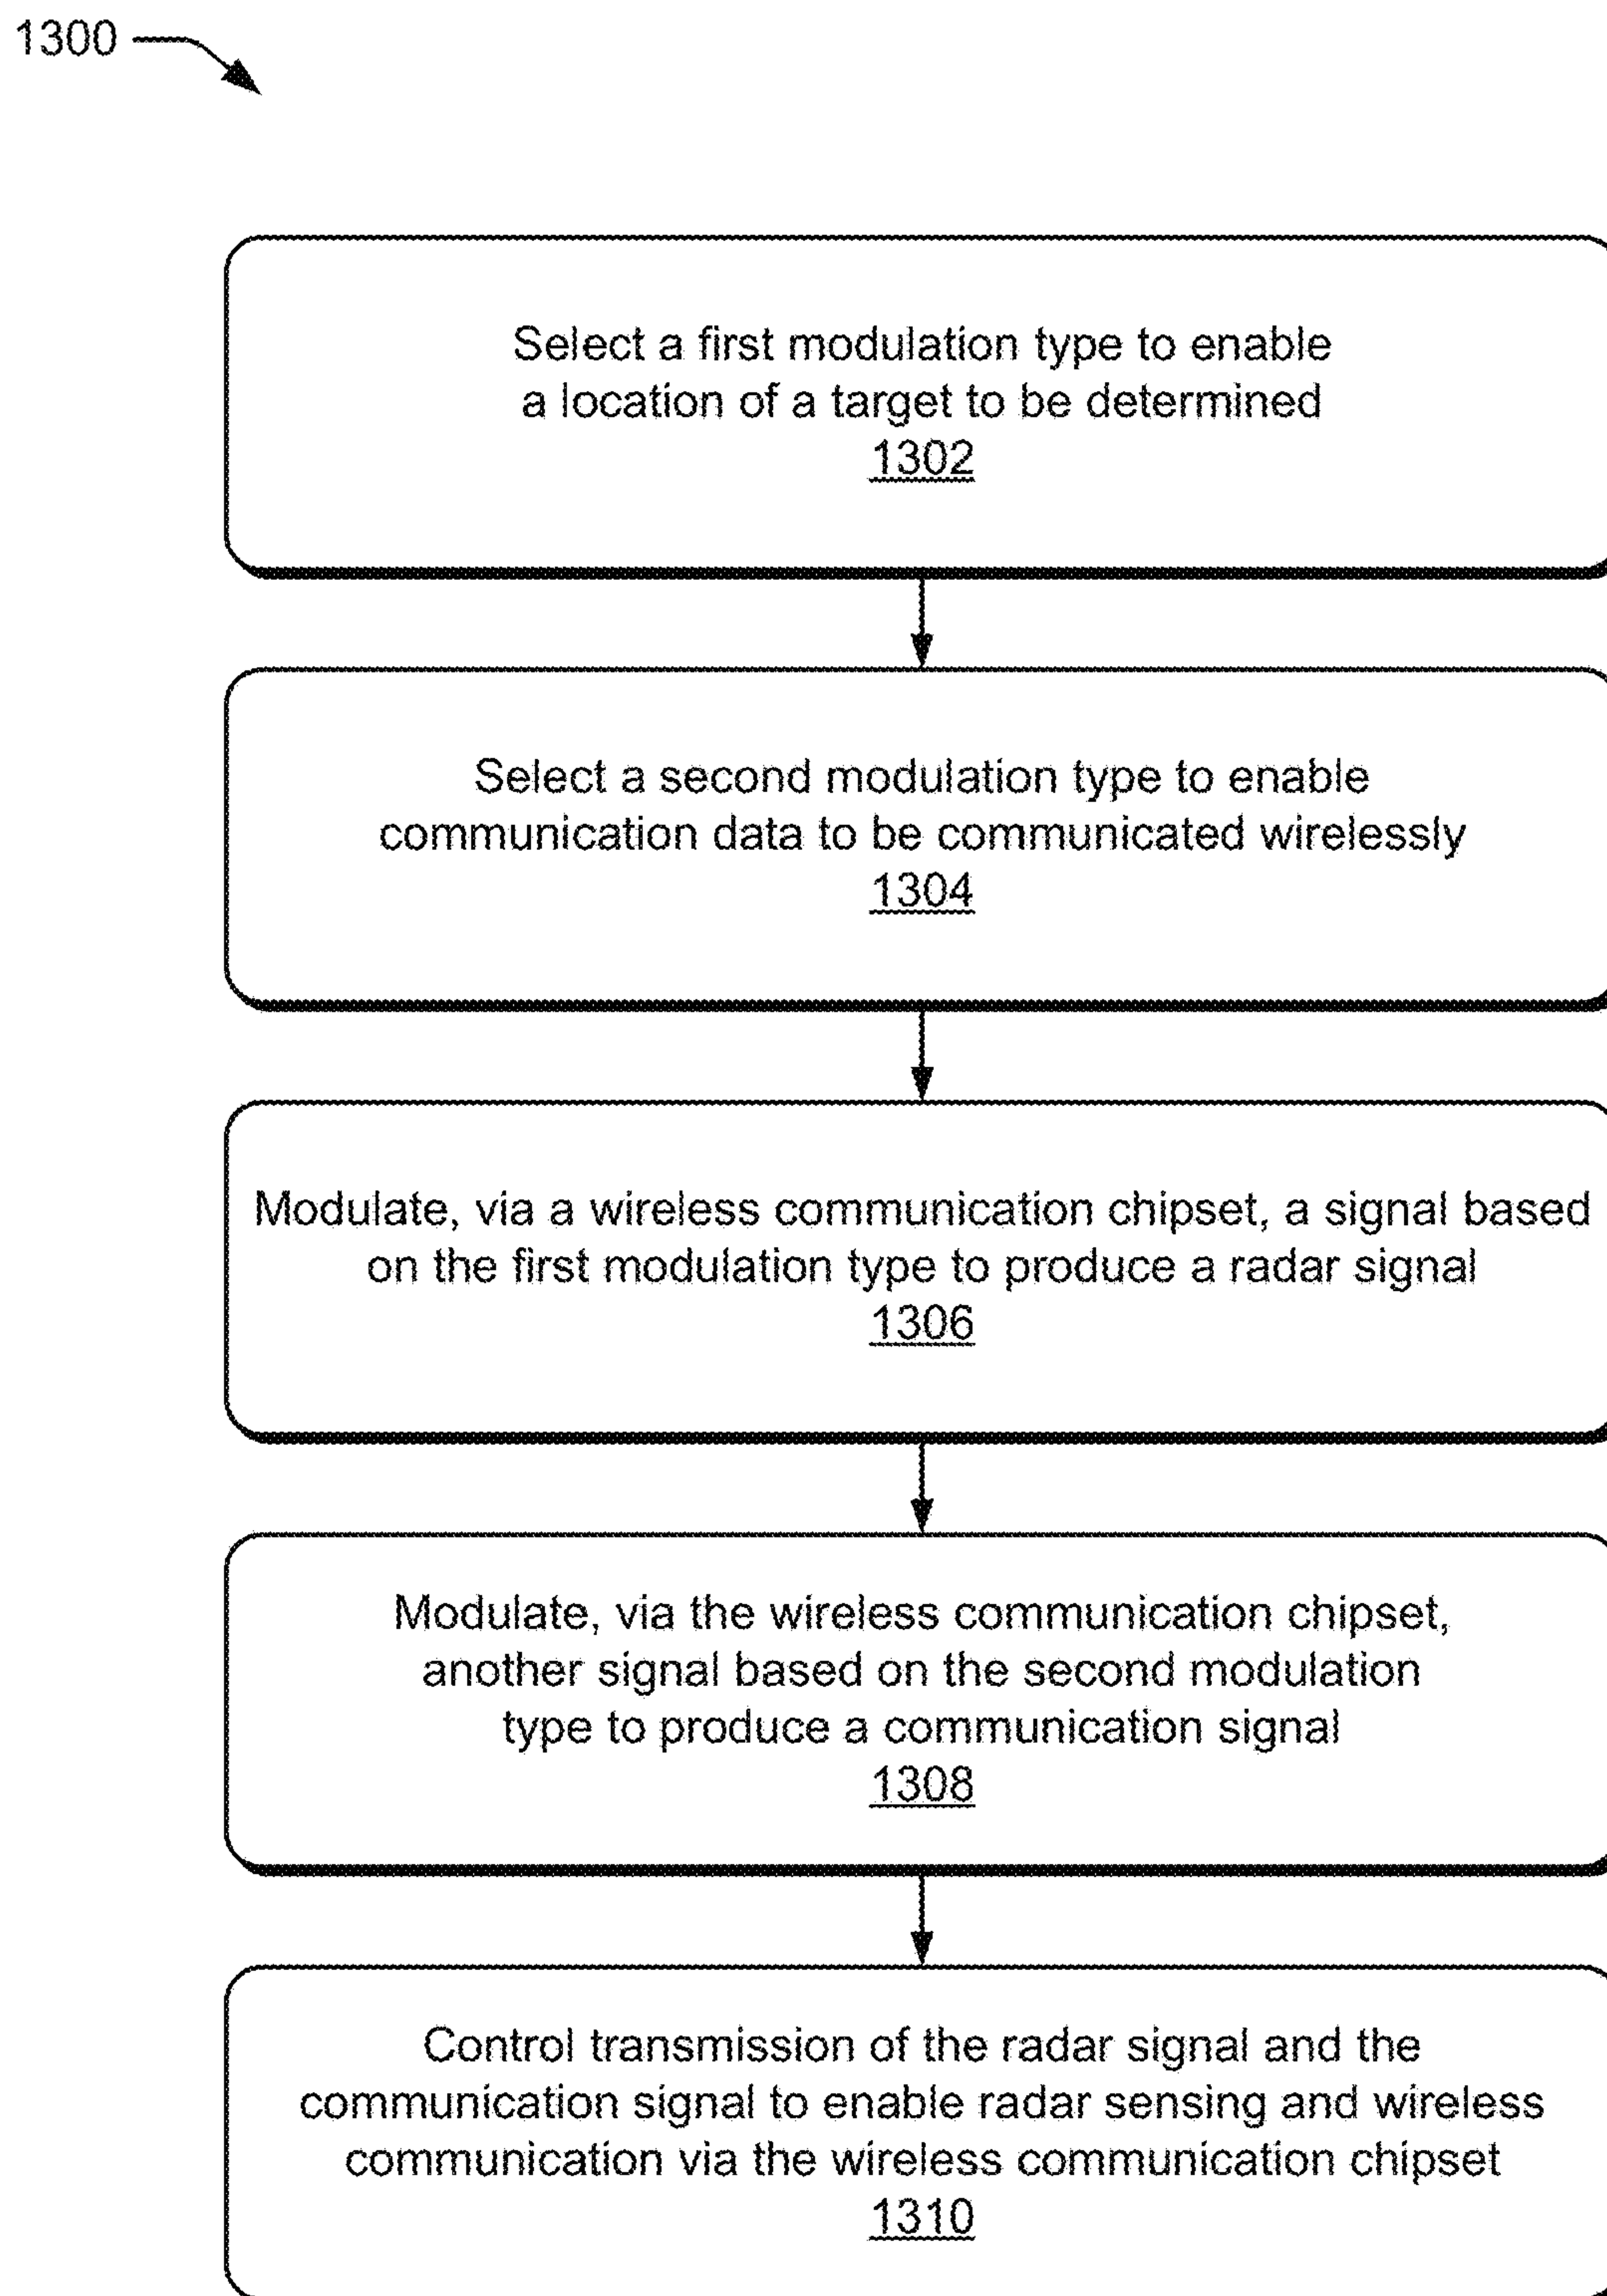 1300
Select a first modulation type to enable
a location of a target to be determined
1302
Select a second modulation type to enable
communication data to be communicated wirelessly
1304
Modulate, via a wireless communication chipset, a signal based
on the first modulation type to produce a radar signal
1306
Modulate, via the wireless communication chipset,
another signal based on the second modulation
type to produce a communication signal
1308
Control transmission of the radar signal and the
communication signal to enable radar sensing and wireless
communication via the wireless communication chipset
1310